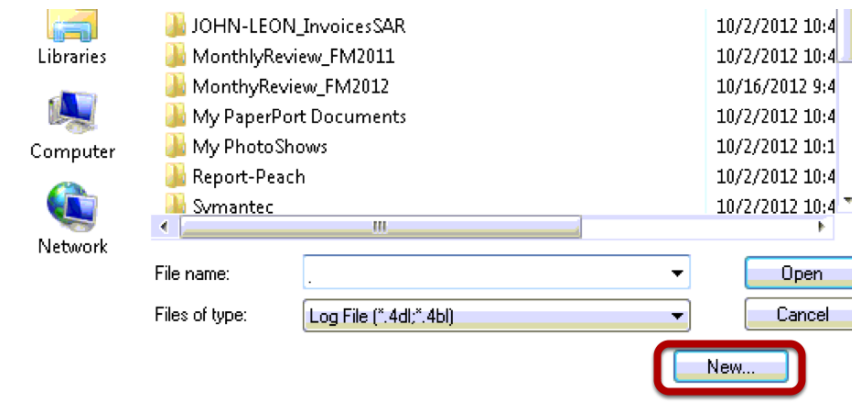 JOHN-LEON_InvoicesSAR 10/2/2012 10:4
Libraries MonthlyReview_FM2011 10/2/2012 10:4
MonthyReview_FM2012 10/16/2012 9:4
My PaperPort Documents 10/2/2012 10:4
Computer My PhotoShows 10/2/2012 10:1
Report-Peach 10/2/2012 10:4
Symantec 10/2/2012 10:4
Network
File name: . Open
Files of type: Log File (*.4dl;*.4bl) Cancel
New...